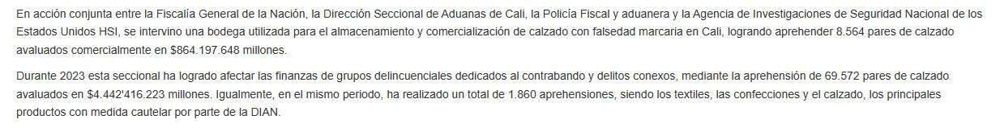 En acción conjunta entre la Fiscalía General de la Nación, la Dirección Seccional de Aduanas de Cali, la Policía Fiscal y aduanera y la Agencia de Investigaciones de Seguridad Nacional de los
Estados Unidos HSI, se intervino una bodega utilizada para el almacenamiento y comercialización de calzado con falsedad marcaria en Cali, logrando aprehender 8.564 pares de calzado
avaluados comercialmente en $864.197.648 millones.
Durante 2023 esta seccional ha logrado afectar las finanzas de grupos delincuenciales dedicados al contrabando y delitos conexos, mediante la aprehensión de 69.572 pares de calzado
avaluados en $4.442'416.223 millones. Igualmente, en el mismo periodo, ha realizado un total de 1.860 aprehensiones, siendo los textiles, las confecciones y el calzado, los principales
productos con medida cautelar por parte de la DIAN.